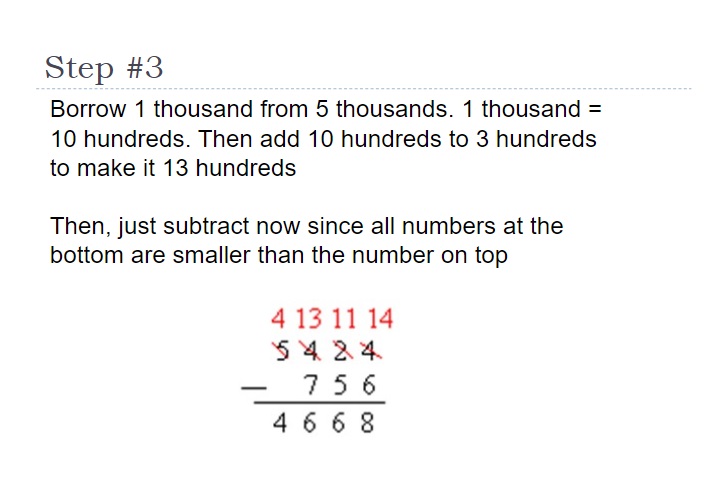 Step #3
Borrow 1 thousand from 5 thousands. 1 thousand =
10 hundreds. Then add 10 hundreds to 3 hundreds
to make it 13 hundreds
Then, just subtract now since all numbers at the
bottom are smaller than the number on top
4 13 11 14
5 4 2 4
— 7 5 6
4 6 6 8